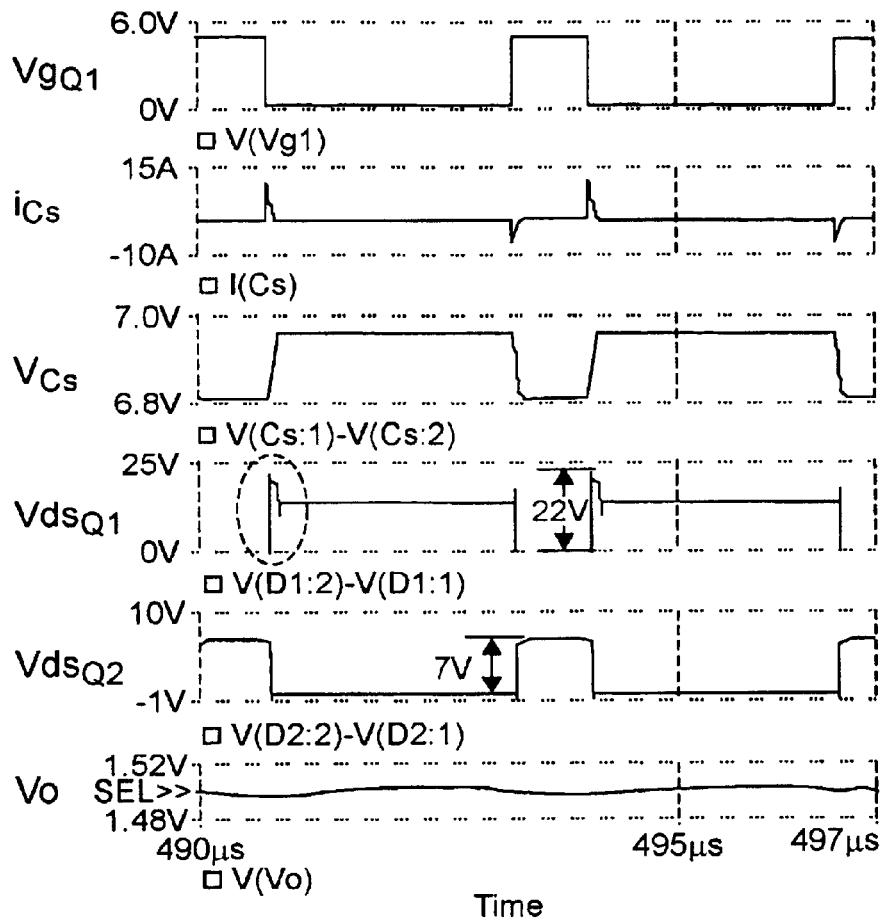 6.0V
VgQ1
0V
□ V(Vg1)
15A
iCs
-10A
□ I(Cs)
7.0V
VCs
6.8V
□ V(Cs:1)-V(Cs:2)
25V
VdsQ1
22V
0V
□ V(D1:2)-V(D1:1)
10V
VdsQ2
7V
-1V
□ V(D2:2)-V(D2:1)
1.52V
Vo SEL>>
1.48V
490µs 495µs 497µs
□ V(Vo)
Time